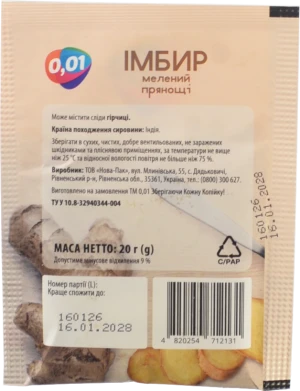 0,01
ІМБИР
мелений
прянощі
Може містити сліди гірчиці.
Країна походження сировини: Індія.
Зберігати в сухих, чистих, добре вентильованих, не заражених
шкідниками та плісенявою приміщеннях, за температури не вище
ніж 25 °C та відносної вологості повітря не більше ніж 75 %.
Виробник: ТОВ «Нова-Пак», вул. Млинівська, 55, с. Дядьковичі,
Рівненський р-н, Рівненська обл., 35361, Україна, тел.: (0800) 300 627.
Виготовлено на замовлення ТМ 0,01 Зберігаючи Кожну Копійку!
ТУ У 10.8-32940344-004
МАСА НЕТТО: 20 г (g)
Допустиме мінусове відхилення 9 %
C/PAP
160126
16.01.2028
Номер партії (L):
Краще спожити до:
160126
16.01.2028
4 820254 712131